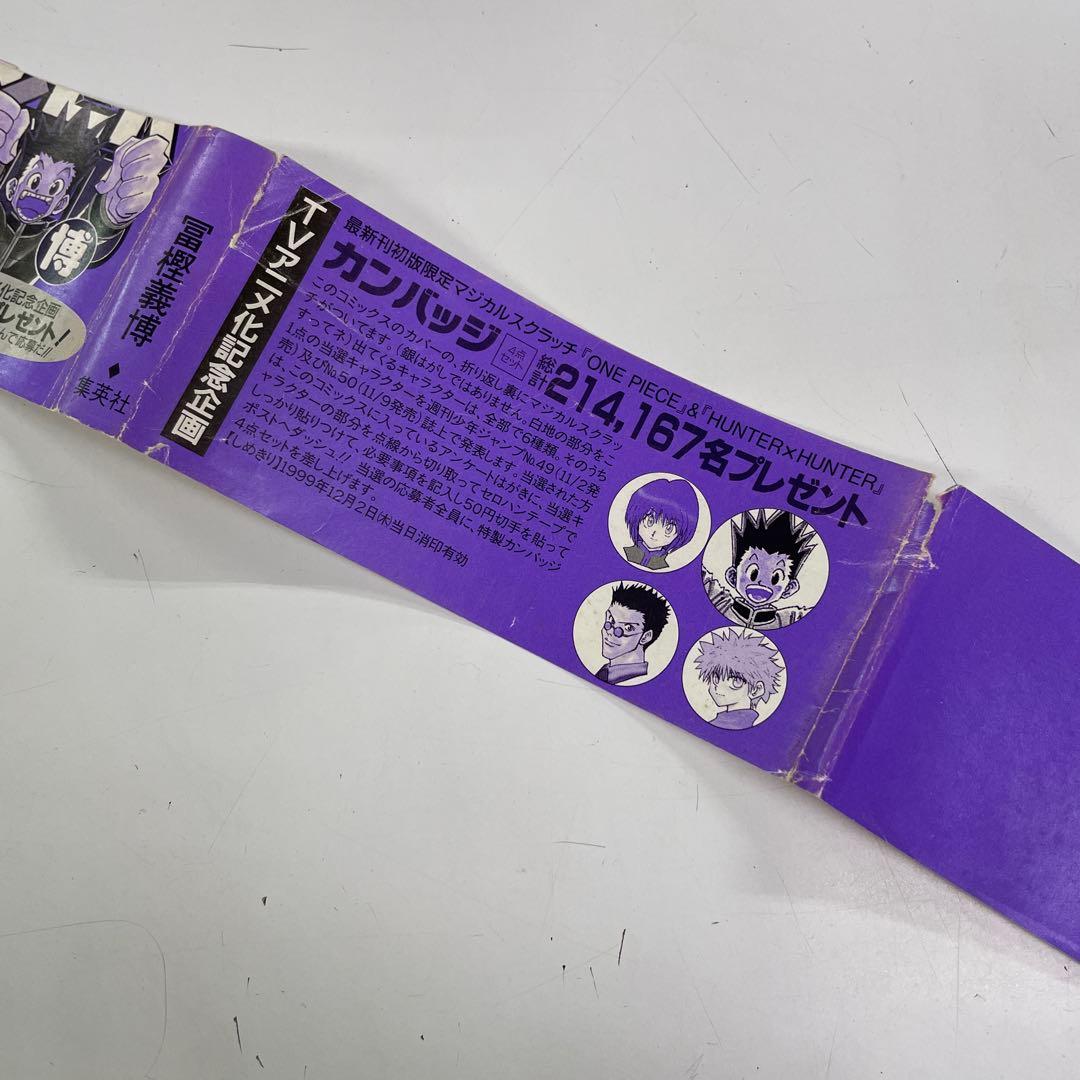 博
化記念企画
プレゼント!
んで応募だ!!
冨樫義博
◆
集英社
TVアニメ化記念企画
最新刊初版限定マジカルスクラッチ『ONE PIECE』&『HUNTER×HUNTER』
カンバッジ
4点
セット
総計
214,167名プレゼント
このコミックスのカバーの、折り返し裏にマジカルスクラッ
チがついてます。(銀はがしではありません。白地の部分をこ
すってネ)出てくるキャラクターは、全部で6種類。そのうち
1点の当選キャラクターを週刊少年ジャンプNo.49(11/2発
売)及びNo.50(11/9発売)誌上で発表します。当選された方
は、このコミックスに入っているアンケートはがきに、当選キ
ャラクターの部分を点線から切り取ってセロハンテープで
しっかり貼りつけて、必要事項を記入し50円切手を貼って
ポストへダッシュ!! 当選の応募者全員に、特製カンバッジ
4点セットを差し上げます。
【しめきり】1999年12月2日(木)当日消印有効